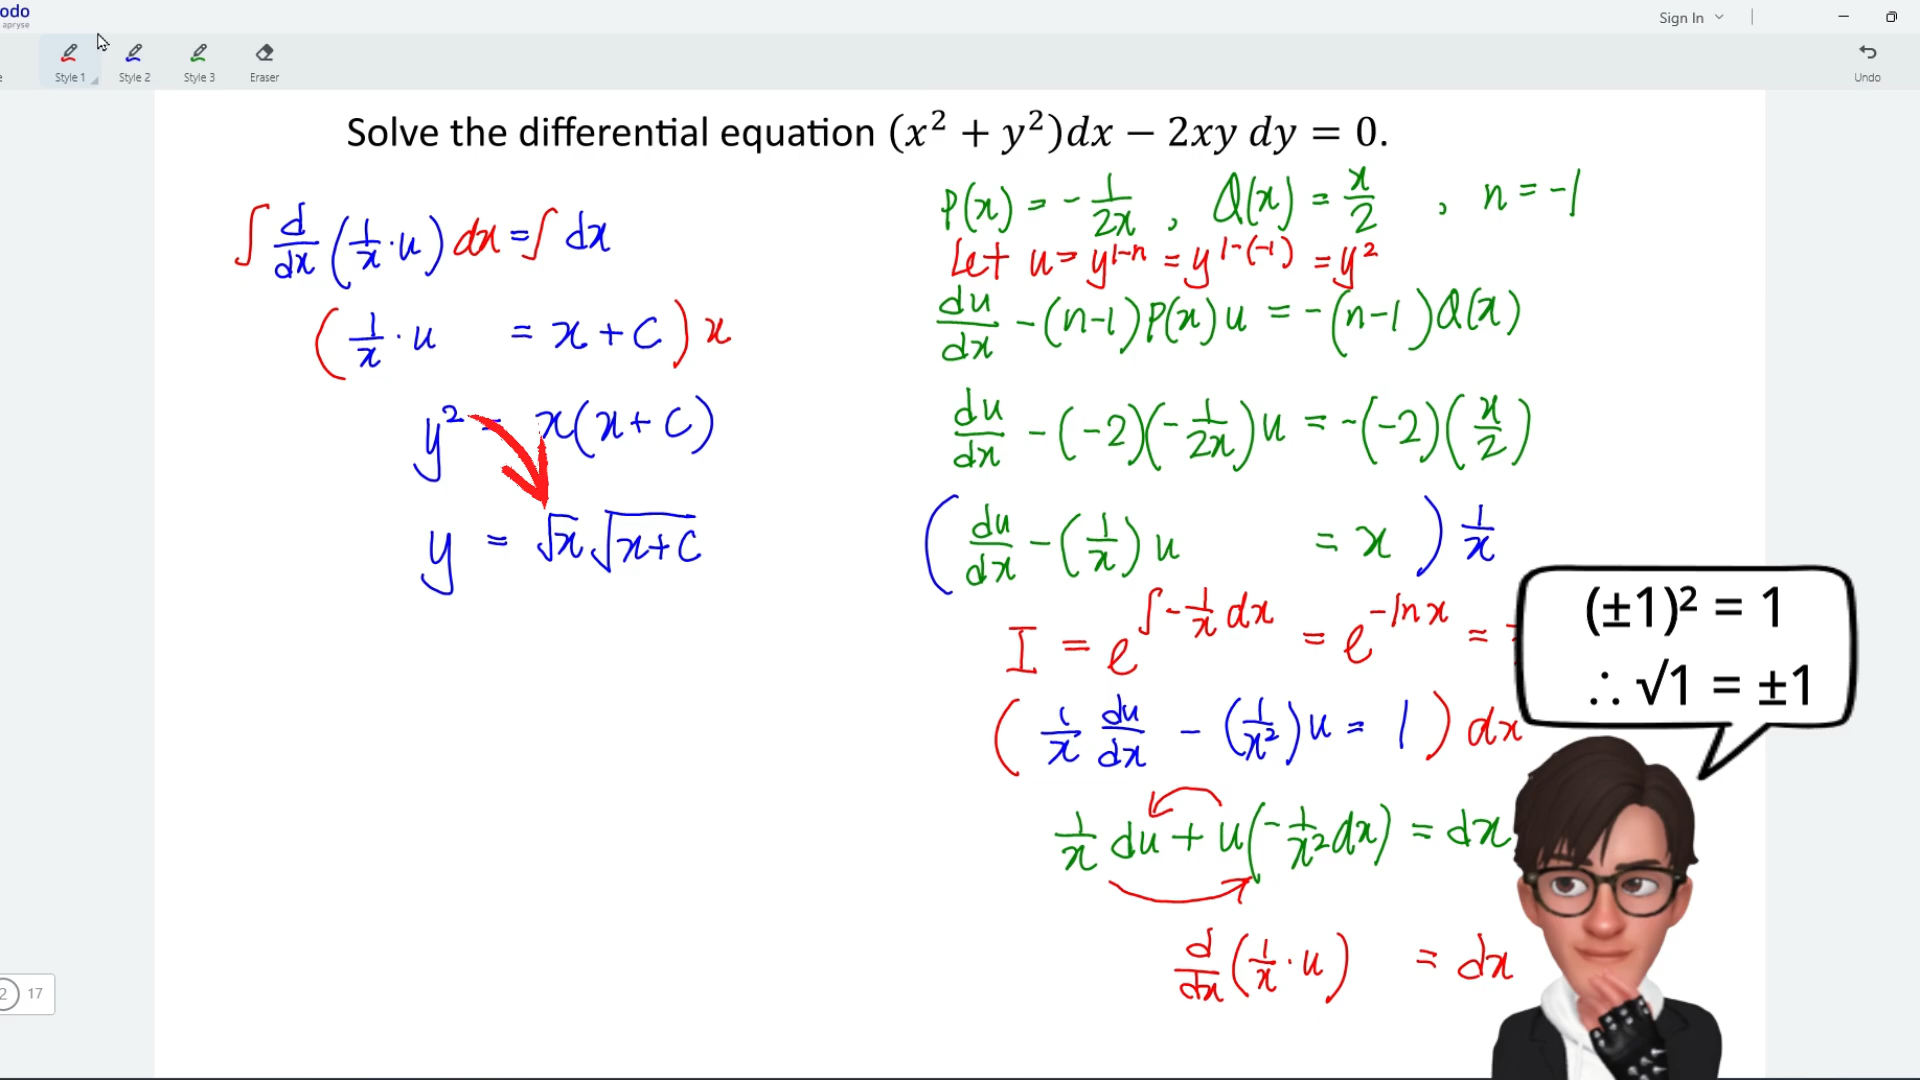 odo
apryse
Sign In
Style 1
Style 2
Style 3
Eraser
Undo
Solve the differential equation (x² + y²)dx − 2xy dy = 0.
∫ d/dx (1/x · u) dx = ∫ dx
(1/x · u = x + C) x
y² = x(x + C)
y = √x √(x+C)
P(x) = -1/2x , Q(x) = x/2 , n = -1
Let u = y^(1-n) = y^(1-(-1)) = y²
du/dx - (n-1)P(x)u = -(n-1)Q(x)
du/dx - (-2)(-1/2x)u = -(-2)(x/2)
(du/dx - (1/x)u = x) 1/x
I = e^(∫-1/x dx) = e^(-ln x) =
(1/x du/dx - (1/x²)u = 1) dx
1/x du + u(-1/x² dx) = dx
d/dx (1/x · u) = dx
(±1)² = 1
∴ √1 = ±1
2
17